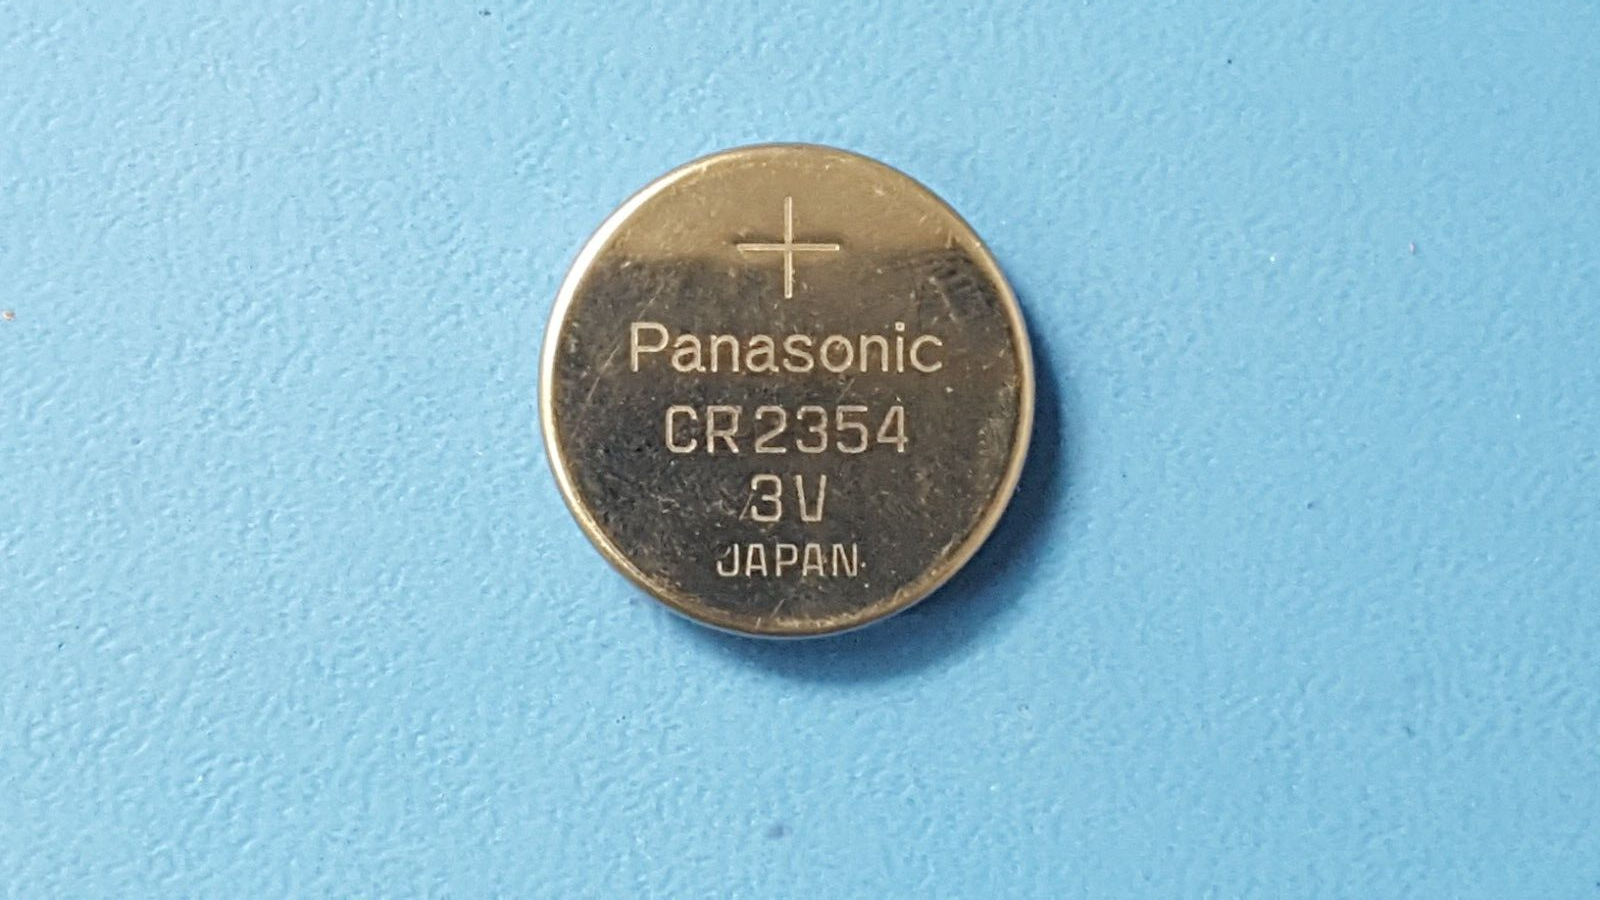 +
Panasonic
CR2354
3V
JAPAN